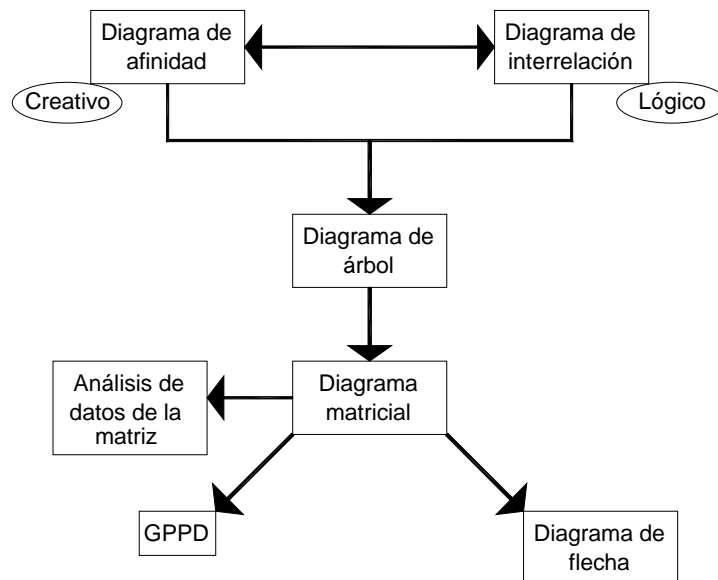 Diagrama de
afinidad
Diagrama de
interrelación
Creativo
Lógico
Diagrama de
árbol
Análisis de
datos de la
matriz
Diagrama
matricial
GPPD
Diagrama de
flecha